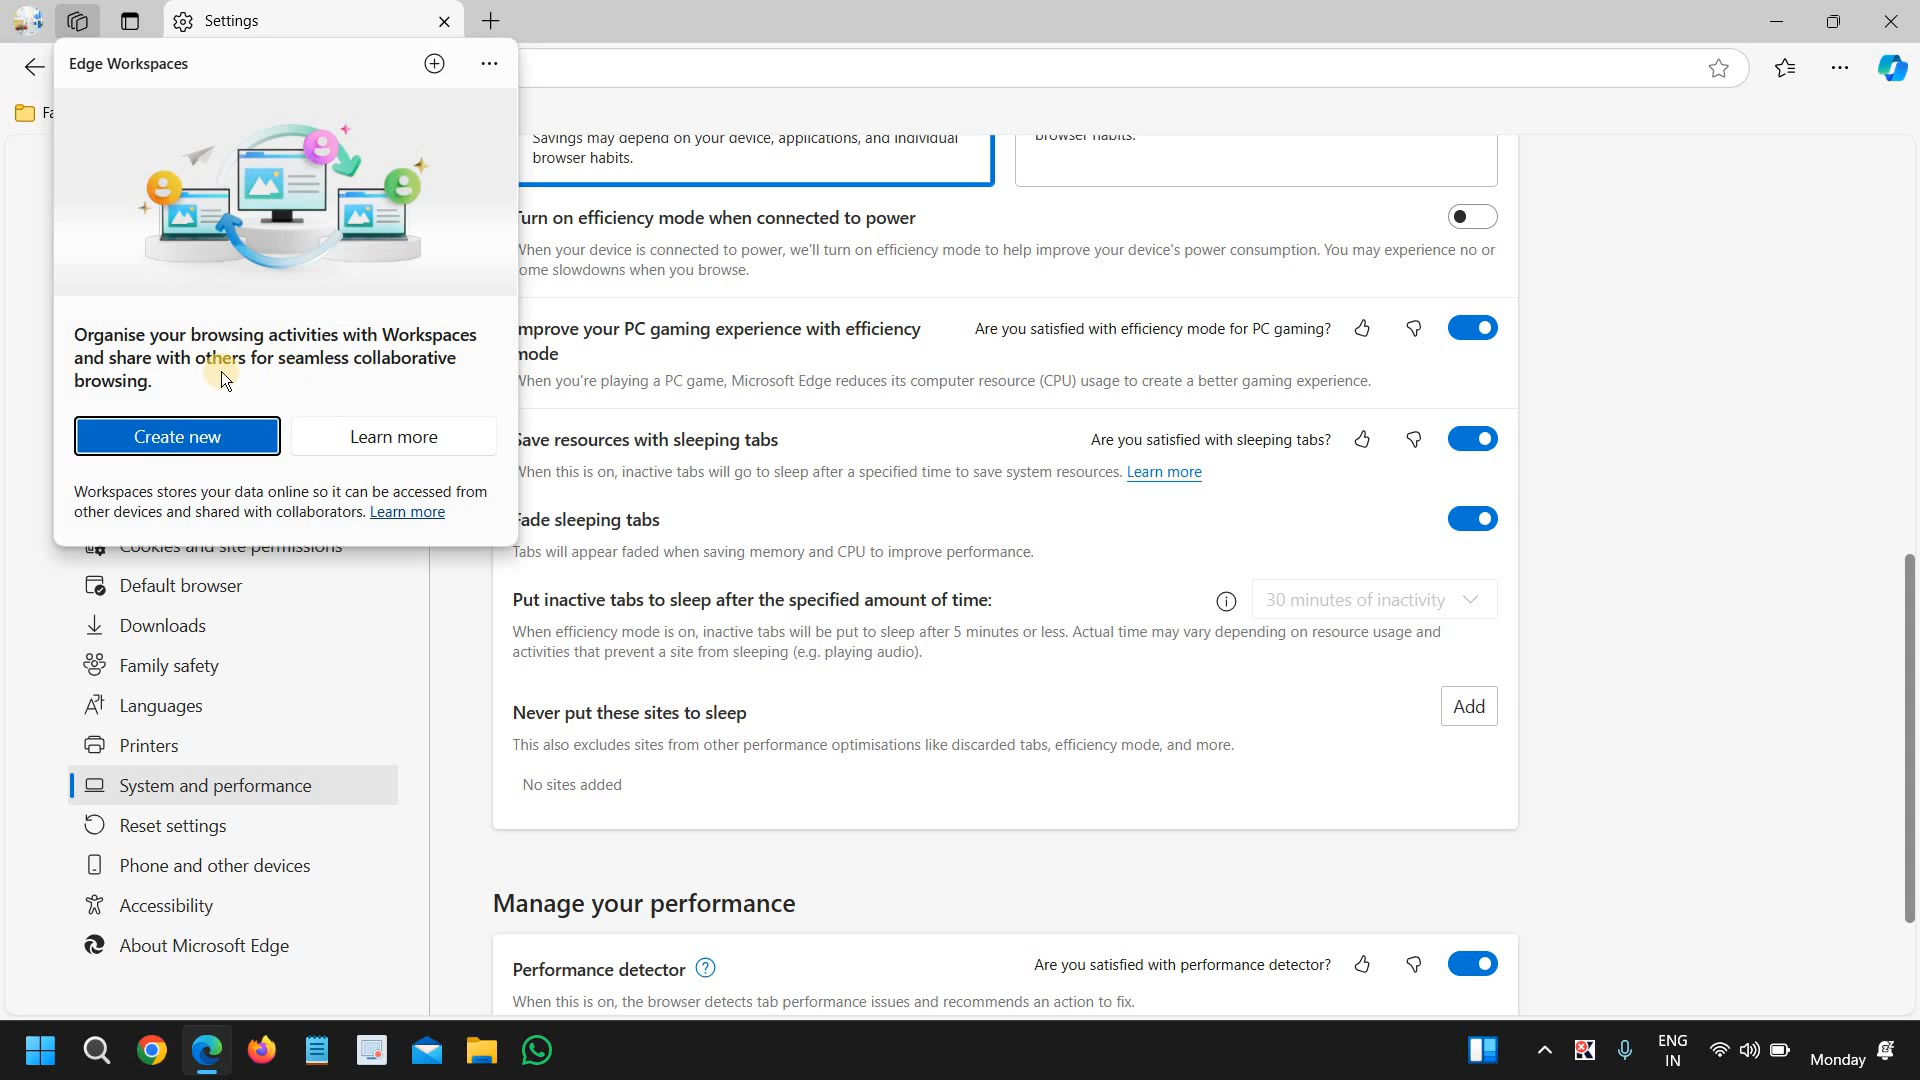 Settings
Edge Workspaces
Fa
Organise your browsing activities with Workspaces
and share with others for seamless collaborative
browsing.
Create new
Learn more
Workspaces stores your data online so it can be accessed from
other devices and shared with collaborators. Learn more
Cookies and site permissions
Default browser
Downloads
Family safety
Languages
Printers
System and performance
Reset settings
Phone and other devices
Accessibility
About Microsoft Edge
Savings may depend on your device, applications, and individual
browser habits.
browser habits.
Turn on efficiency mode when connected to power
When your device is connected to power, we'll turn on efficiency mode to help improve your device's power consumption. You may experience no or
ome slowdowns when you browse.
mprove your PC gaming experience with efficiency
mode
Are you satisfied with efficiency mode for PC gaming?
When you're playing a PC game, Microsoft Edge reduces its computer resource (CPU) usage to create a better gaming experience.
Save resources with sleeping tabs
Are you satisfied with sleeping tabs?
When this is on, inactive tabs will go to sleep after a specified time to save system resources. Learn more
Fade sleeping tabs
Tabs will appear faded when saving memory and CPU to improve performance.
Put inactive tabs to sleep after the specified amount of time:
30 minutes of inactivity
When efficiency mode is on, inactive tabs will be put to sleep after 5 minutes or less. Actual time may vary depending on resource usage and
activities that prevent a site from sleeping (e.g. playing audio).
Never put these sites to sleep
Add
This also excludes sites from other performance optimisations like discarded tabs, efficiency mode, and more.
No sites added
Manage your performance
Performance detector
Are you satisfied with performance detector?
When this is on, the browser detects tab performance issues and recommends an action to fix.
ENG
IN
Monday